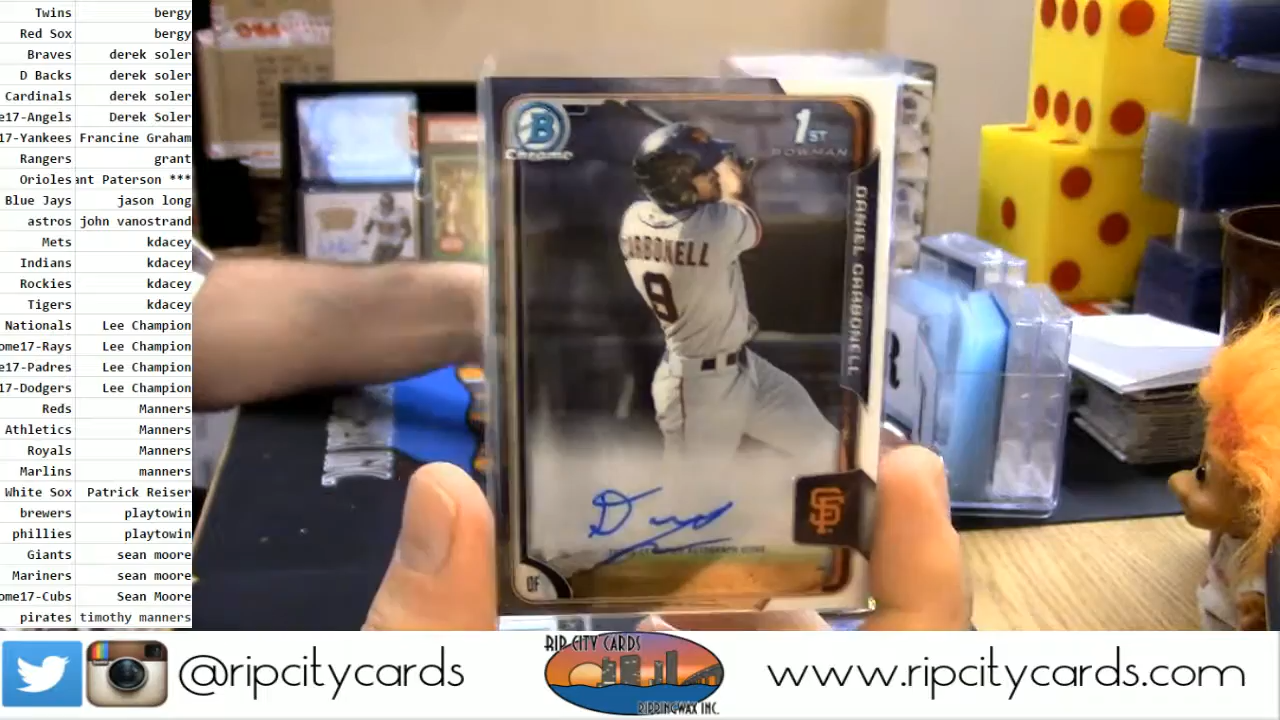 Twins bergy
Red Sox bergy
Braves derek soler
D Backs derek soler
Cardinals derek soler
me17-Angels Derek Soler
17-Yankees Francine Graham
Rangers grant
Orioles nt Paterson ***
Blue Jays jason long
astros john vanostrand
Mets kdacey
Indians kdacey
Rockies kdacey
Tigers kdacey
Nationals Lee Champion
ome17-Rays Lee Champion
e17-Padres Lee Champion
17-Dodgers Lee Champion
Reds Manners
Athletics Manners
Royals Manners
Marlins manners
White Sox Patrick Reiser
brewers playtowin
phillies playtowin
Giants sean moore
Mariners sean moore
ome17-Cubs Sean Moore
pirates timothy manners
B
Chrome
1ST
BOWMAN
DANIEL CARBONELL
CARBONELL
9
SF
OF
@ripcitycards
RIP CITY CARDS
RIPPINGWAX INC.
www.ripcitycards.com